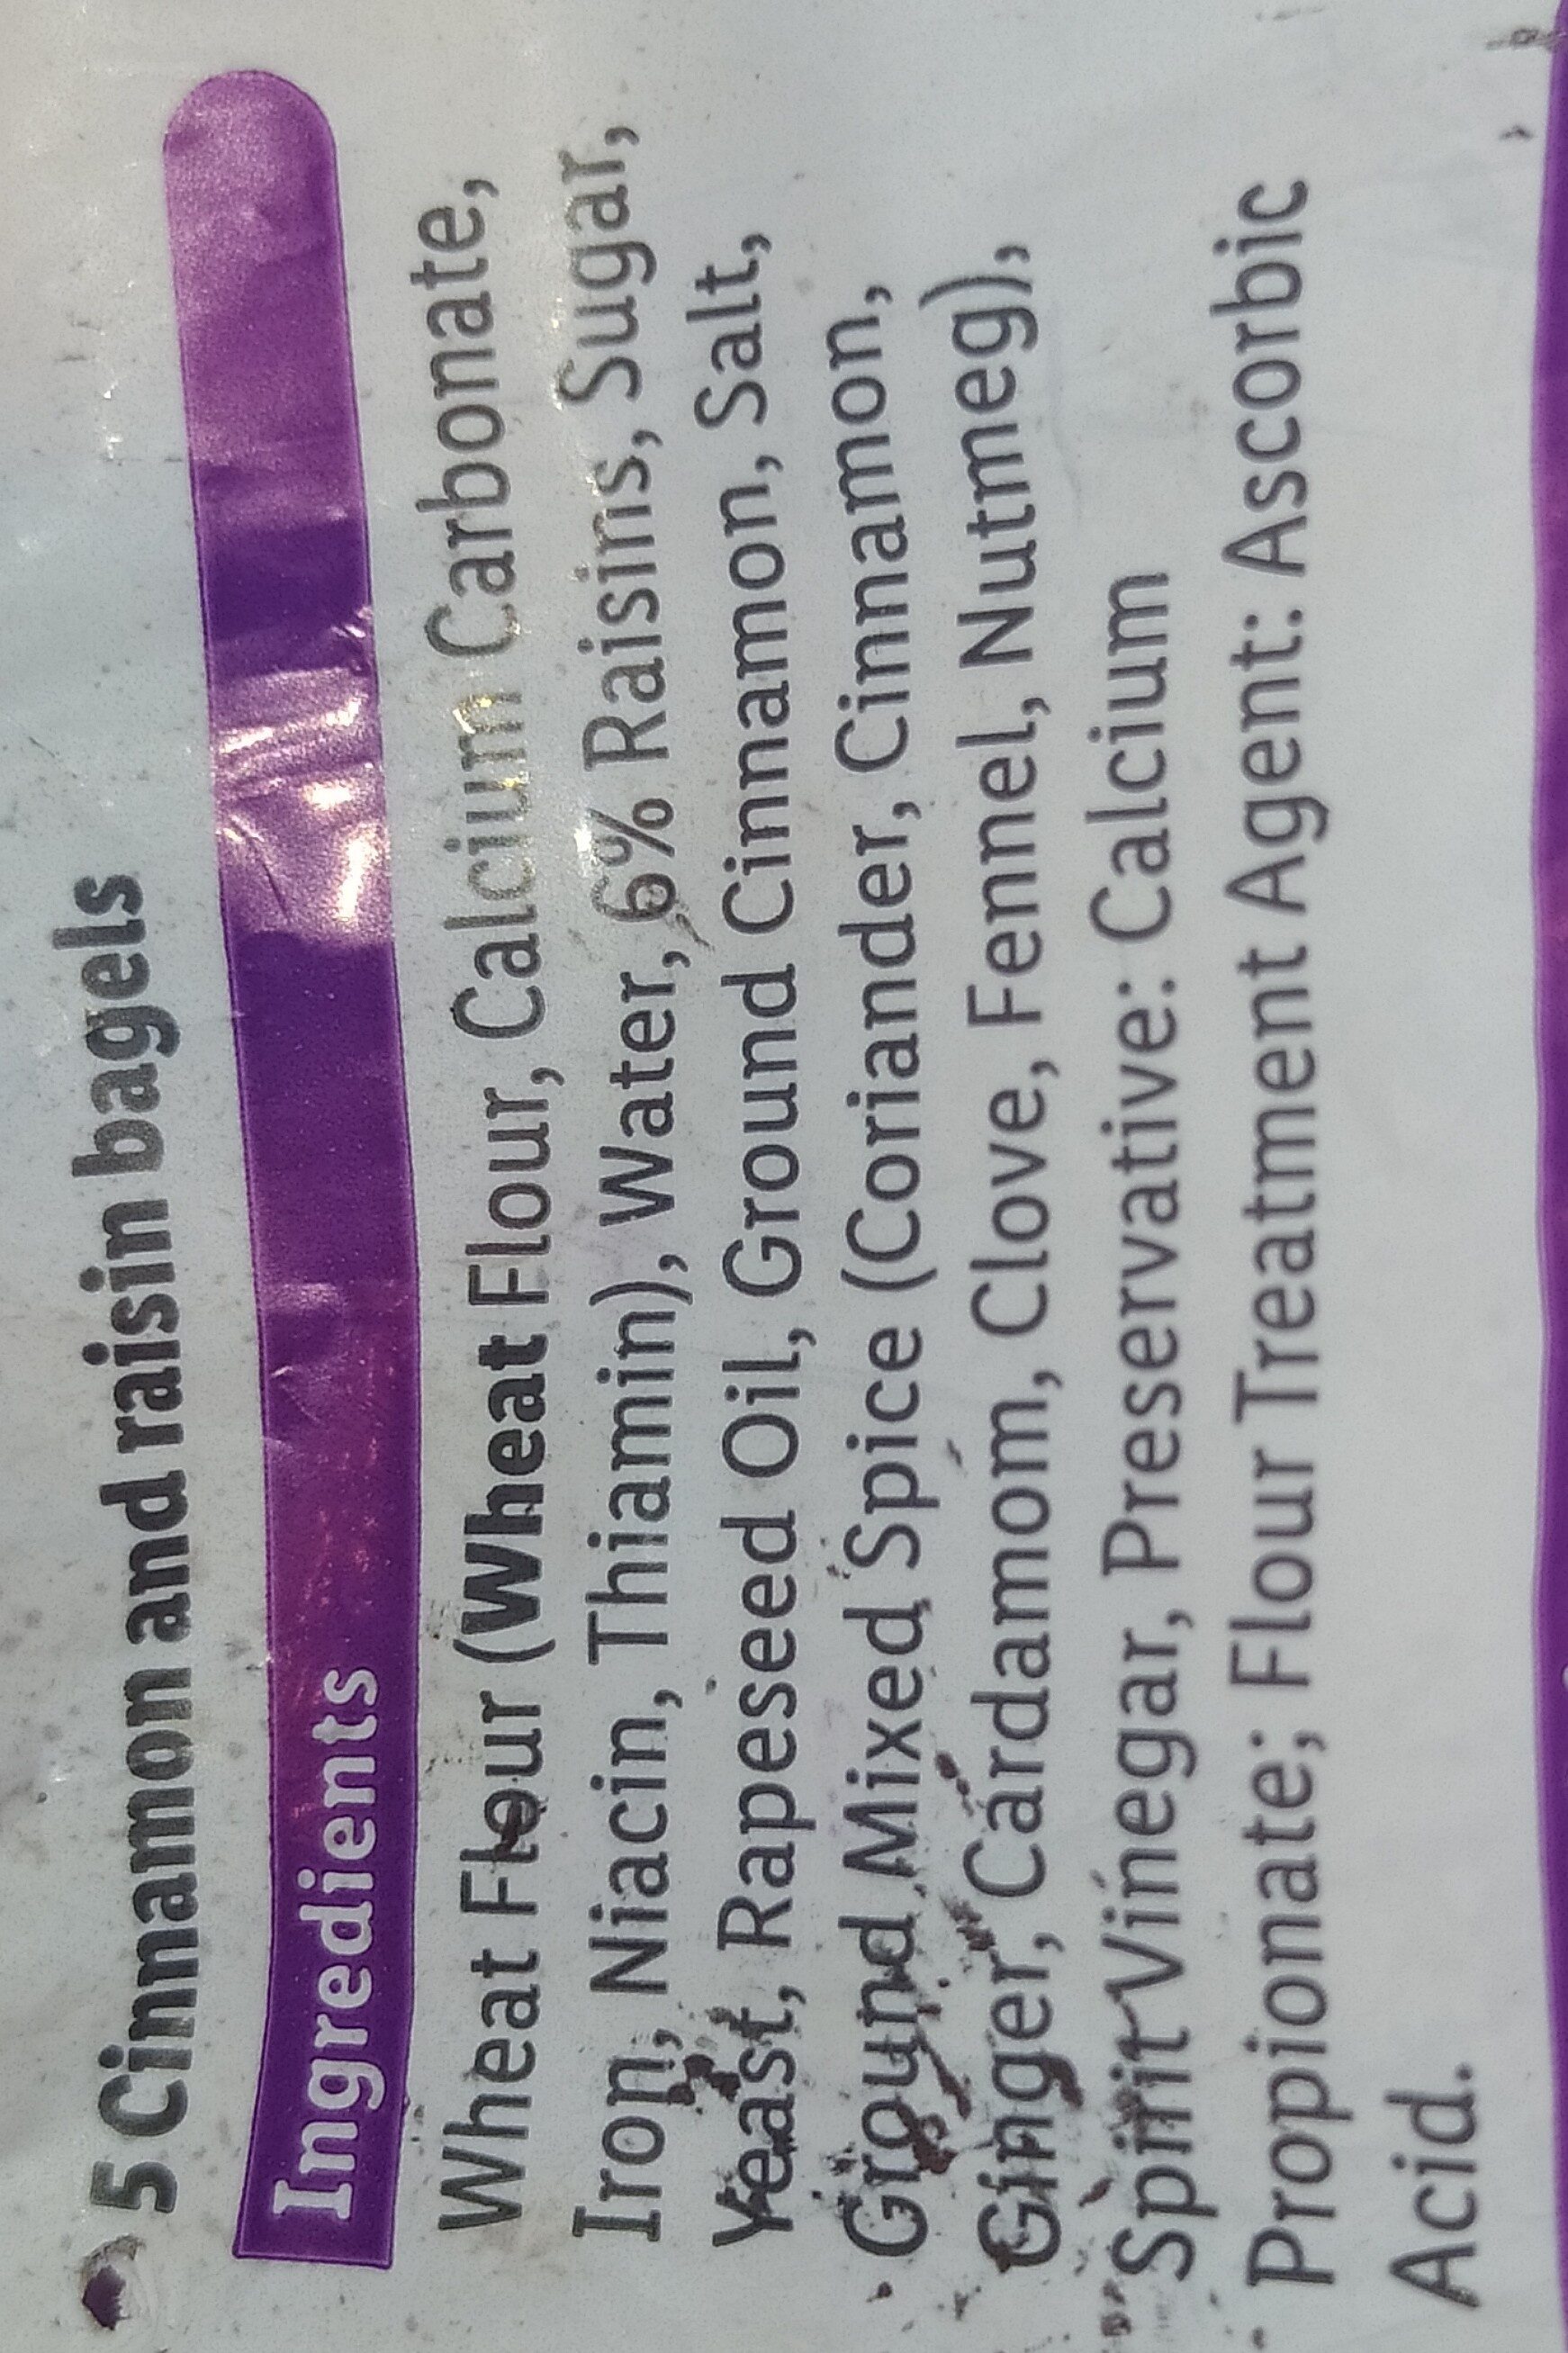 5 Cinnamon and raisin bagels
Ingredients
Wheat Flour (Wheat Flour, Calcium Carbonate,
Iron, Niacin, Thiamin), Water, 6% Raisins, Sugar,
Yeast, Rapeseed Oil, Ground Cinnamon, Salt,
Ground Mixed Spice (Coriander, Cinnamon,
Ginger, Cardamom, Clove, Fennel, Nutmeg),
Spirit Vinegar, Preservative: Calcium
Propionate; Flour Treatment Agent: Ascorbic
Acid.